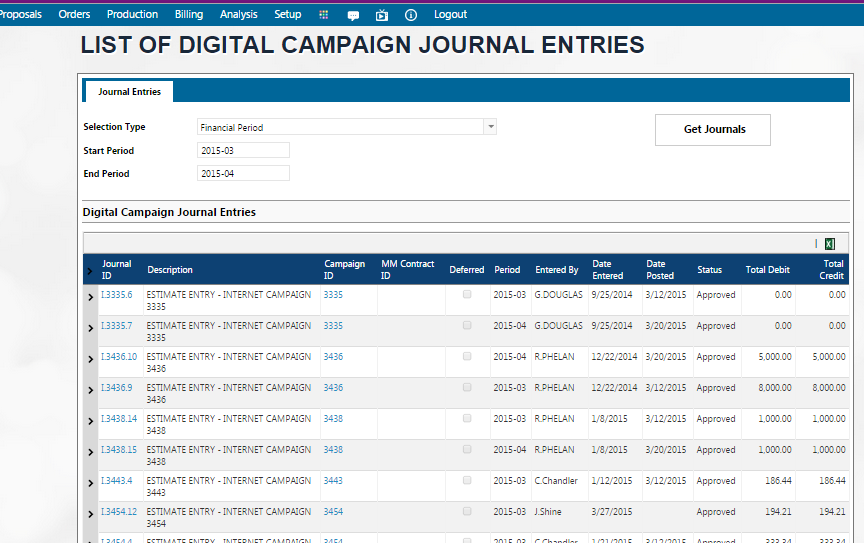 Proposals Orders Production Billing Analysis Setup Logout
LIST OF DIGITAL CAMPAIGN JOURNAL ENTRIES
Journal Entries
Selection Type Financial Period Get Journals
Start Period 2015-03
End Period 2015-04
Digital Campaign Journal Entries
Journal ID Description Campaign ID MM Contract ID Deferred Period Entered By Date Entered Date Posted Status Total Debit Total Credit
I.3335.6 ESTIMATE ENTRY - INTERNET CAMPAIGN 3335 3335 2015-03 G.DOUGLAS 9/25/2014 3/12/2015 Approved 0.00 0.00
I.3335.7 ESTIMATE ENTRY - INTERNET CAMPAIGN 3335 3335 2015-04 G.DOUGLAS 9/25/2014 3/20/2015 Approved 0.00 0.00
I.3436.10 ESTIMATE ENTRY - INTERNET CAMPAIGN 3436 3436 2015-04 R.PHELAN 12/22/2014 3/20/2015 Approved 5,000.00 5,000.00
I.3436.9 ESTIMATE ENTRY - INTERNET CAMPAIGN 3436 3436 2015-03 R.PHELAN 12/22/2014 3/12/2015 Approved 8,000.00 8,000.00
I.3438.14 ESTIMATE ENTRY - INTERNET CAMPAIGN 3438 3438 2015-03 R.PHELAN 1/8/2015 3/12/2015 Approved 1,000.00 1,000.00
I.3438.15 ESTIMATE ENTRY - INTERNET CAMPAIGN 3438 3438 2015-04 R.PHELAN 1/8/2015 3/20/2015 Approved 1,000.00 1,000.00
I.3443.4 ESTIMATE ENTRY - INTERNET CAMPAIGN 3443 3443 2015-03 C.Chandler 1/12/2015 3/12/2015 Approved 186.44 186.44
I.3454.12 ESTIMATE ENTRY - INTERNET CAMPAIGN 3454 3454 2015-03 J.Shine 3/27/2015 Approved 194.21 194.21
I.3454.4 ESTIMATE ENTRY - INTERNET CAMPAIGN 3454 2015-03 C.Chandler 1/21/2015 3/12/2015 Approved 333.34 333.34